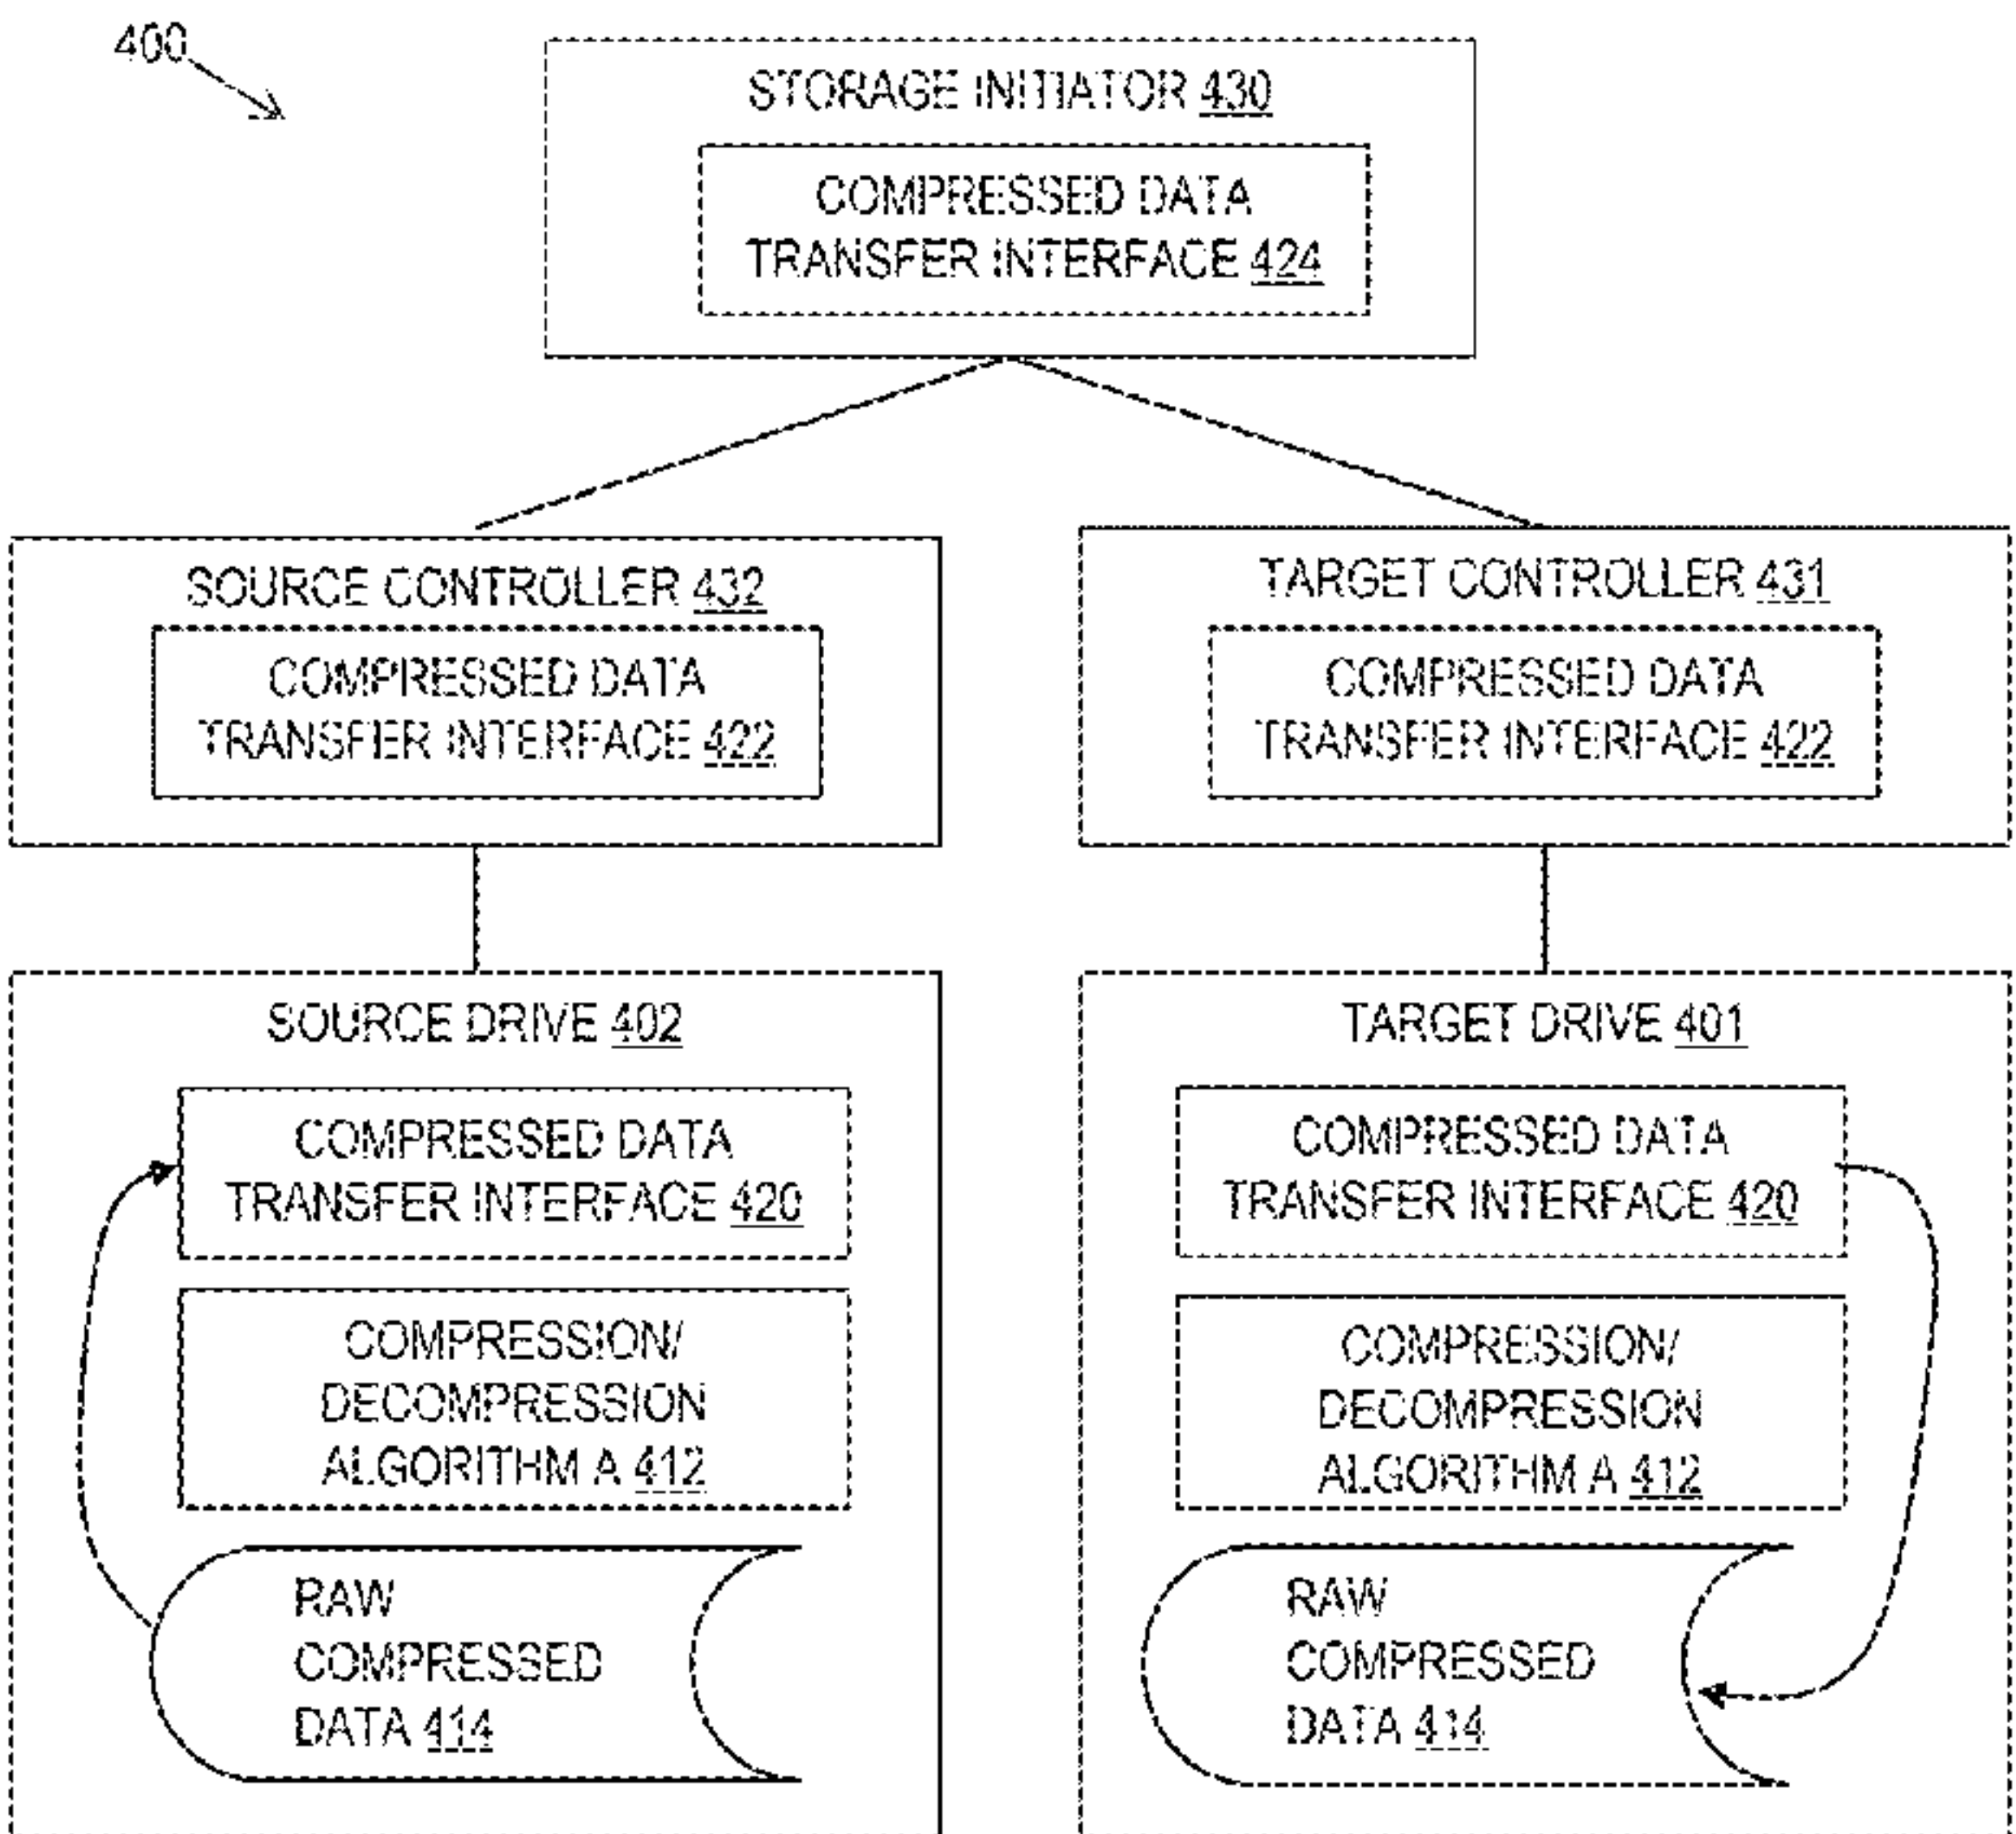 400
STORAGE INITIATOR 430
COMPRESSED DATA
TRANSFER INTERFACE 424
SOURCE CONTROLLER 432
COMPRESSED DATA
TRANSFER INTERFACE 422
TARGET CONTROLLER 431
COMPRESSED DATA
TRANSFER INTERFACE 422
SOURCE DRIVE 402
COMPRESSED DATA
TRANSFER INTERFACE 420
COMPRESSION/
DECOMPRESSION
ALGORITHM A 412
RAW
COMPRESSED
DATA 414
TARGET DRIVE 401
COMPRESSED DATA
TRANSFER INTERFACE 420
COMPRESSION/
DECOMPRESSION
ALGORITHM A 412
RAW
COMPRESSED
DATA 414